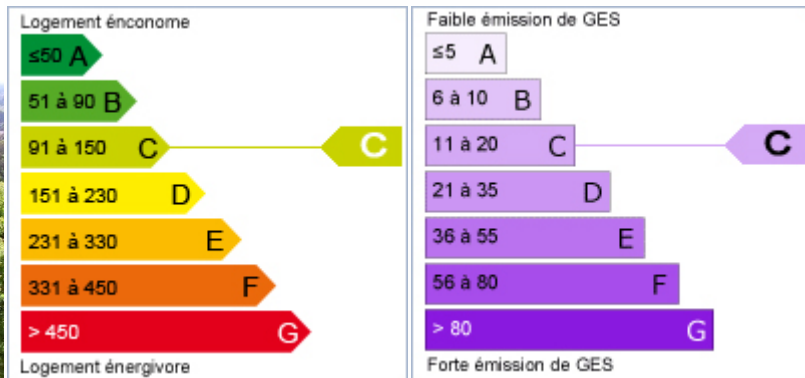 Logement énconome
≤50 A
51 à 90 B
91 à 150 C
C
151 à 230 D
231 à 330 E
331 à 450 F
> 450 G
Logement énergivore
Faible émission de GES
≤5 A
6 à 10 B
11 à 20 C
C
21 à 35 D
36 à 55 E
56 à 80 F
> 80 G
Forte émission de GES